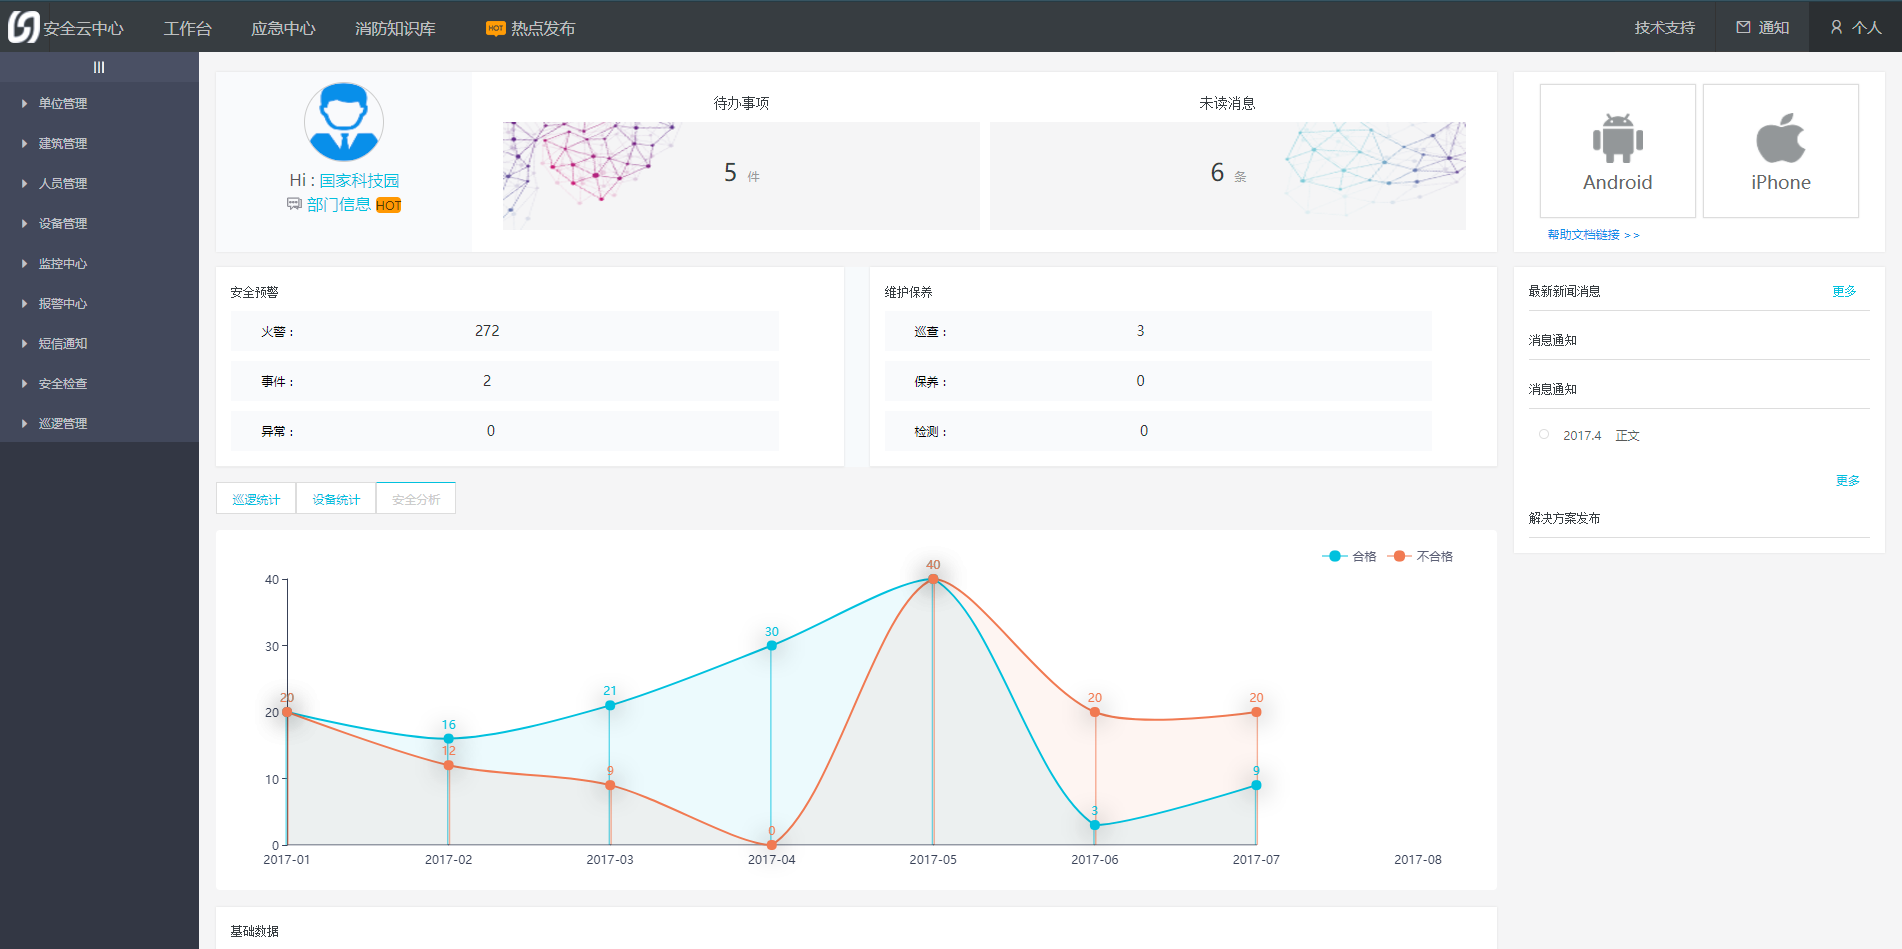 安全云中心 工作台 应急中心 消防知识库 HOT 热点发布 技术支持 通知 个人
单位管理
建筑管理
人员管理
设备管理
监控中心
报警中心
短信通知
安全检查
巡逻管理
Hi : 国家科技园
部门信息 HOT
待办事项
5 件
未读消息
6 条
Android
iPhone
帮助文档链接 >>
安全预警
火警： 272
事件： 2
异常： 0
维护保养
巡查： 3
保养： 0
检测： 0
最新新闻消息 更多
消息通知
消息通知
2017.4 正文
更多
解决方案发布
巡逻统计 设备统计 安全分析
合格 不合格
40
30
20
10
0
20
16
12
21
9
30
0
40
20
3
20
9
2017-01 2017-02 2017-03 2017-04 2017-05 2017-06 2017-07 2017-08
基础数据